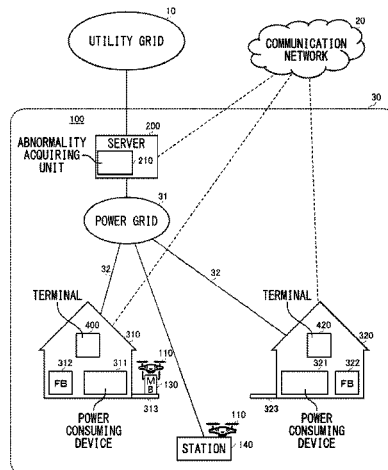 10
UTILITY GRID
20
COMMUNICATION
NETWORK
30
100
200
SERVER
ABNORMALITY
ACQUIRING
UNIT
210
31
POWER GRID
32
32
TERMINAL
400
310
312
311
110
FB
M
B
130
313
POWER
CONSUMING
DEVICE
110
STATION
140
TERMINAL
420
320
321
322
FB
323
POWER
CONSUMING
DEVICE